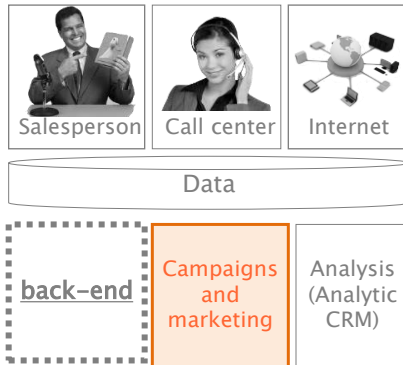 Salesperson
Call center
Internet
Data
back-end
Campaigns
and
marketing
Analysis
(Analytic
CRM)